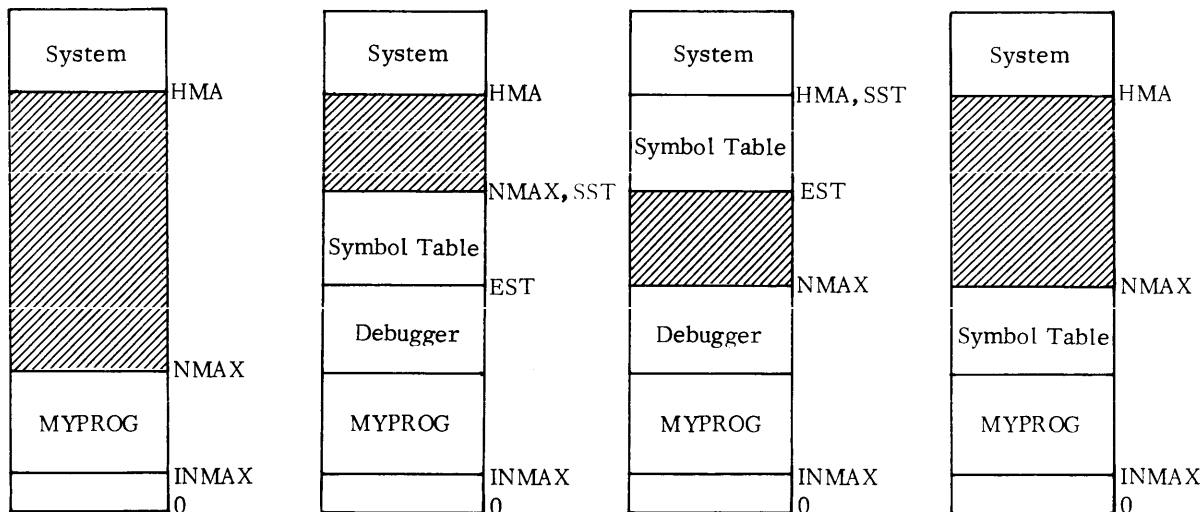 System
HMA
NMAX
MYPROG
INMAX
0
System
HMA
NMAX, SST
Symbol Table
EST
Debugger
MYPROG
INMAX
0
System
HMA, SST
Symbol Table
EST
NMAX
Debugger
MYPROG
INMAX
0
System
HMA
NMAX
Symbol Table
MYPROG
INMAX
0